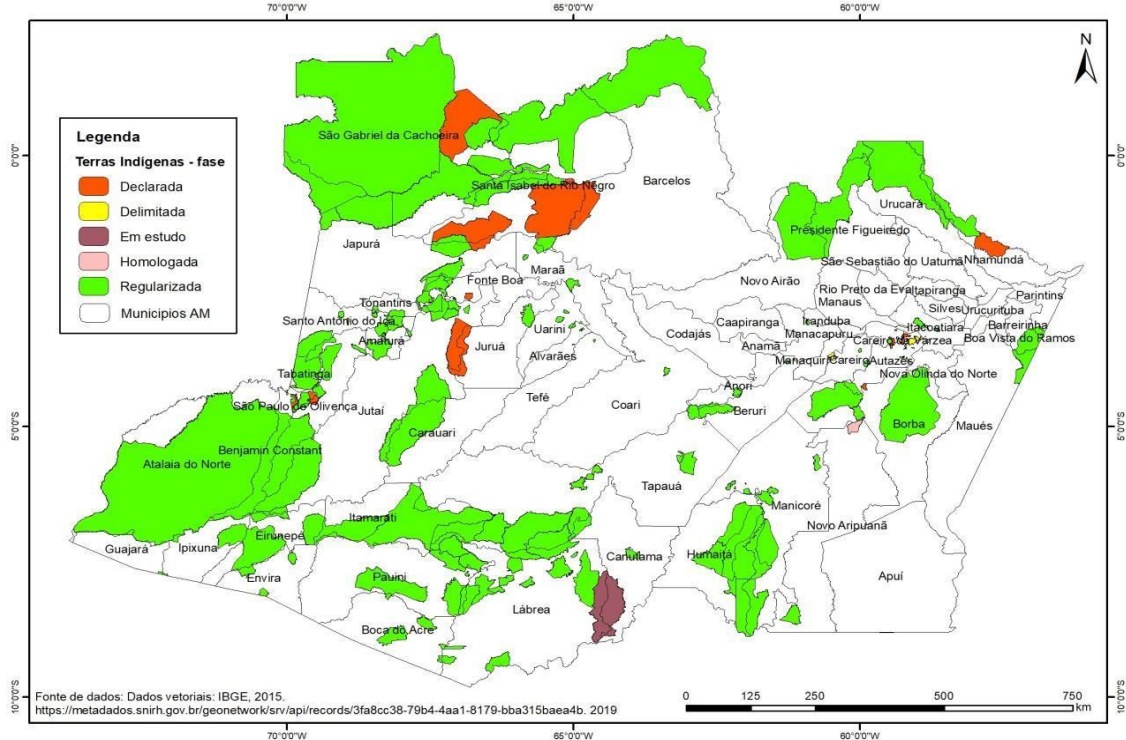 70°0'0"W 65°0'0"W 60°0'0"W
N
Legenda
Terras Indígenas - fase
Declarada
Delimitada
Em estudo
Homologada
Regularizada
Municipios AM
0°0'0" 0°0'0"
São Gabriel da Cachoeira
Santa Isabel do Rio Negro
Barcelos
Urucará
Presidente Figueiredo
Japurá
São Sebastião do Uatumã
Nhamundá
Maraã
Fonte Boa
Novo Airão
Rio Preto da Eva
Itapiranga
Parintins
Manaus
Tonantins
Silves
Urucurituba
Santo Antônio do Içá
Uarini
Codajás
Caapiranga
Iranduba
Itacoatiara
Barreirinha
Manacapuru
Amaturá
Juruá
Alvarães
Anamã
Careiro da Várzea
Boa Vista do Ramos
Manaquiri
Careiro
Autazes
Tabatinga
Nova Olinda do Norte
Anori
São Paulo de Olivença
Jutaí
Tefé
Coari
Beruri
Borba
Maués
5°0'0"S 5°0'0"S
Carauari
Benjamin Constant
Atalaia do Norte
Tapauá
Manicoré
Novo Aripuanã
Itamarati
Eirunepé
Guajará
Ipixuna
Canutama
Humaitá
Envira
Pauini
Apuí
Lábrea
Boca do Acre
Fonte de dados: Dados vetoriais: IBGE, 2015.
https://metadados.snirh.gov.br/geonetwork/srv/api/records/3fa8cc38-79b4-4aa1-8179-bba315baea4b. 2019
0 125 250 500 750
km
10°0'0"S 10°0'0"S
70°0'0"W 65°0'0"W 60°0'0"W